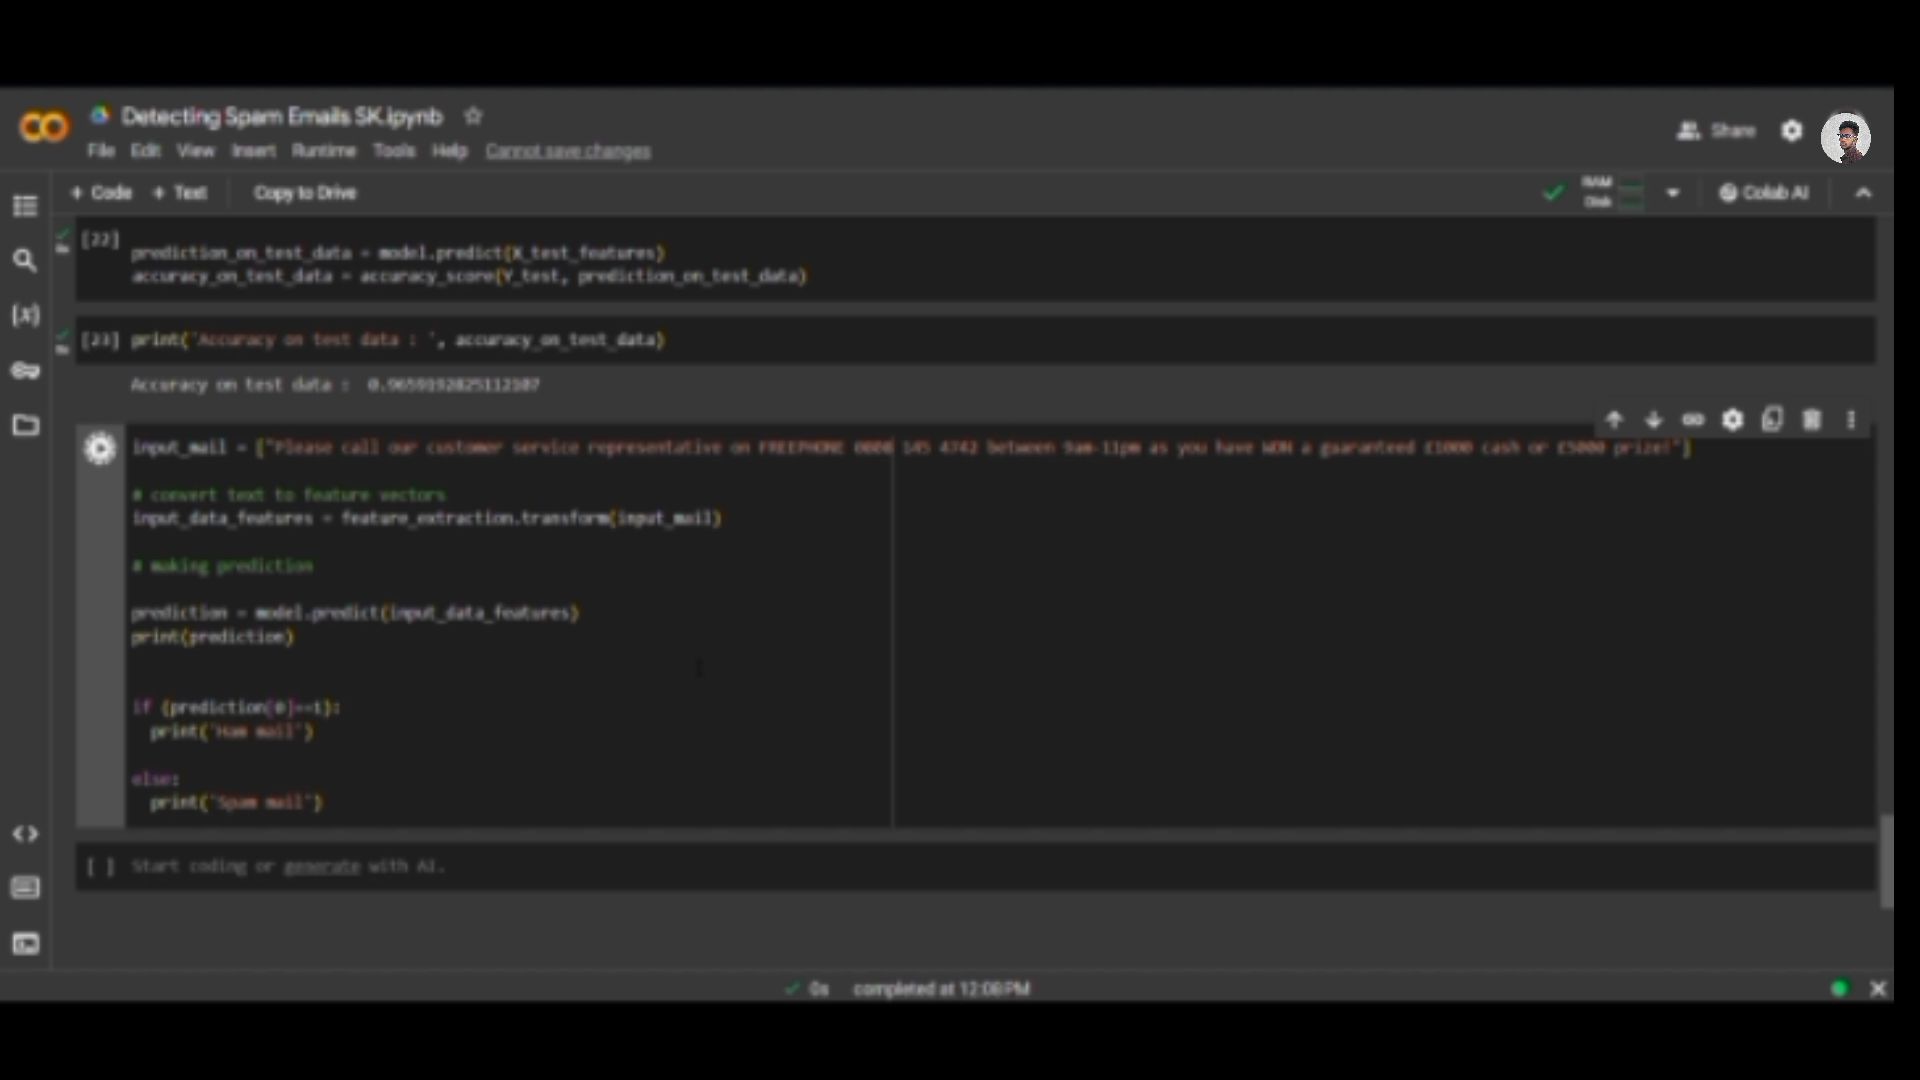 Detecting Spam Emails SK.ipynb
File Edit View Insert Runtime Tools Help Cannot save changes
Share
+ Code + Text Copy to Drive
RAM
Disk
Colab AI
[22]
prediction_on_test_data = model.predict(X_test_features)
accuracy_on_test_data = accuracy_score(Y_test, prediction_on_test_data)
[23] print('Accuracy on test data : ', accuracy_on_test_data)
Accuracy on test data : 0.9659192825112107
input_mail = ["Please call our customer service representative on FREEPHONE 0808 145 4742 between 9am-11pm as you have WON a guaranteed £1000 cash or £5000 prize!"]
# convert text to feature vectors
input_data_features = feature_extraction.transform(input_mail)
# making prediction
prediction = model.predict(input_data_features)
print(prediction)
if (prediction[0]==1):
print('Ham mail')
else:
print('Spam mail')
[ ] Start coding or generate with AI.
0s completed at 12:08 PM